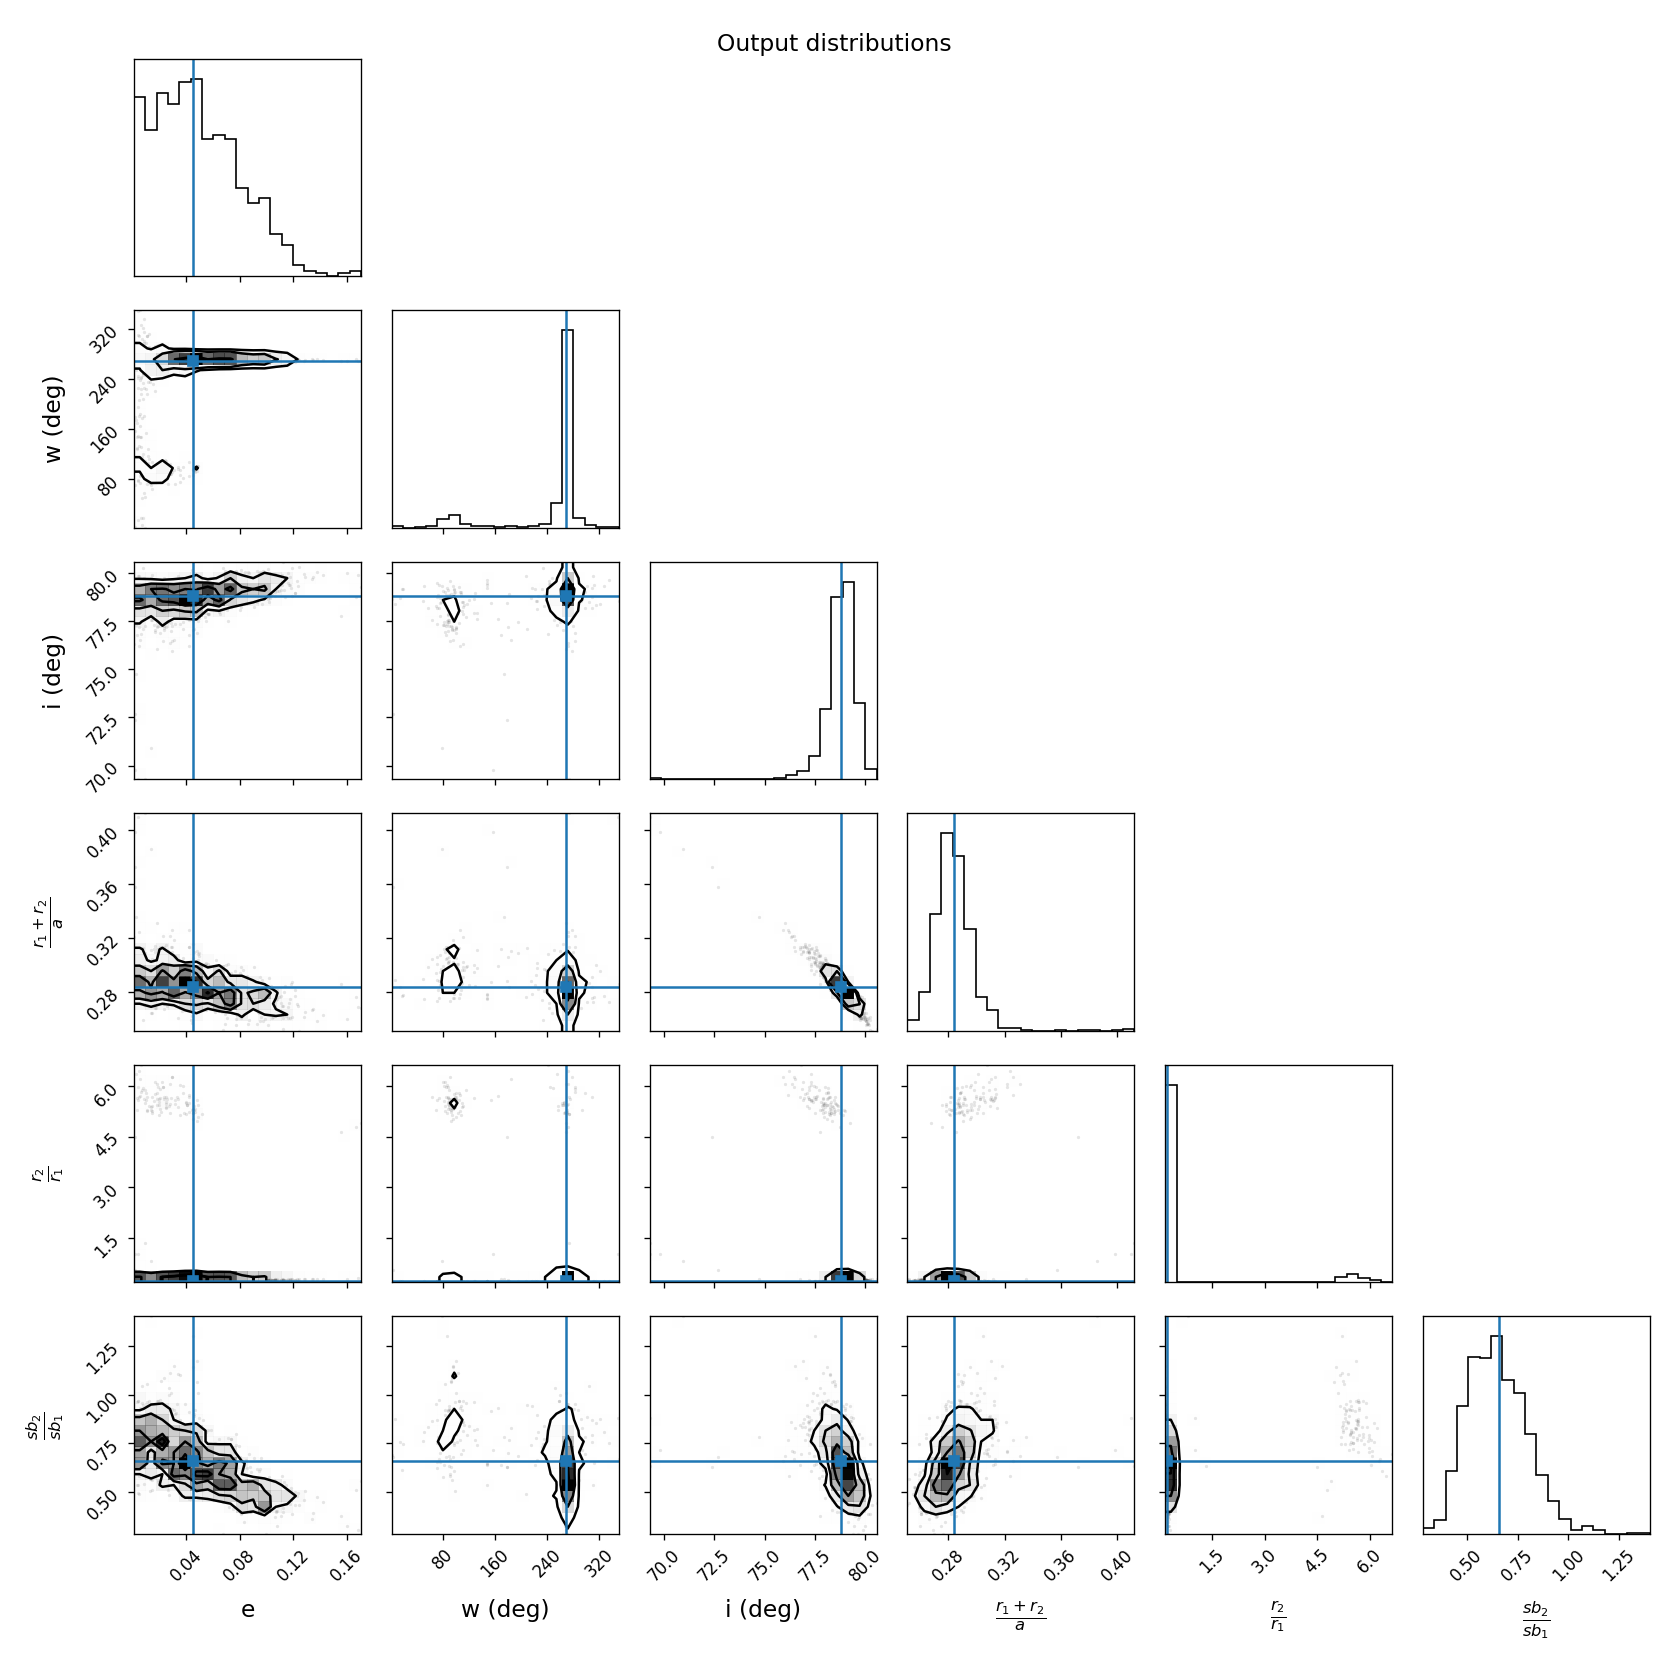 Output distributions
w (deg)
320
240
160
80
i (deg)
80.0
77.5
75.0
72.5
70.0
r1 + r2
a
0.40
0.36
0.32
0.28
r2
r1
6.0
4.5
3.0
1.5
sb2
sb1
1.25
1.00
0.75
0.50
0.04 0.08 0.12 0.16 80 160 240 320 70.0 72.5 75.0 77.5 80.0 0.28 0.32 0.36 0.40 1.5 3.0 4.5 6.0 0.50 0.75 1.00 1.25
e w (deg) i (deg)
r1 + r2
a
r2
r1
sb2
sb1